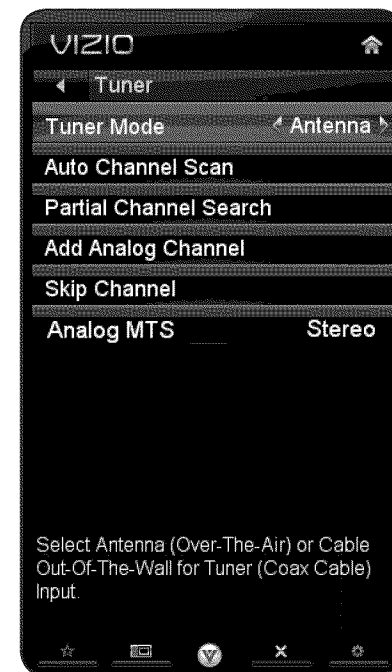 VIZIO
Tuner
Tuner Mode Antenna
Auto Channel Scan
Partial Channel Search
Add Analog Channel
Skip Channel
Analog MTS Stereo
Select Antenna (Over-The-Air) or Cable
Out-Of-The-Wall for Tuner (Coax Cable)
Input.
V